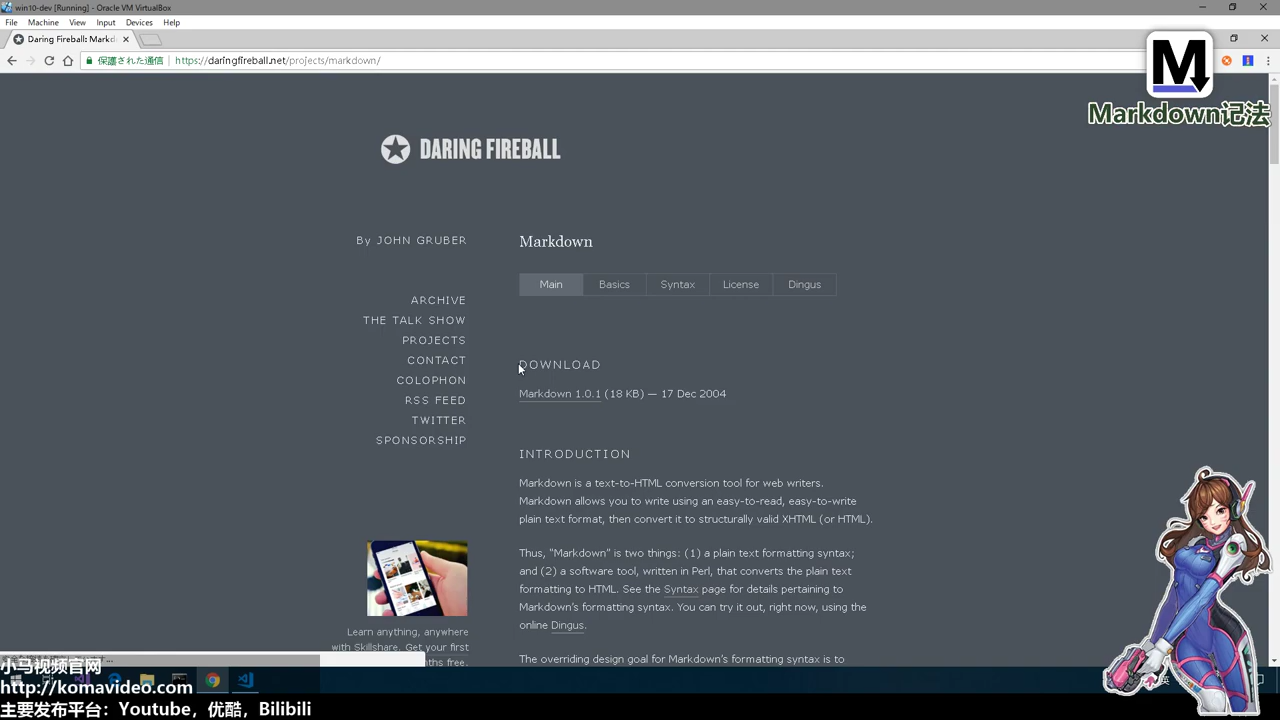 win10-dev [Running] - Oracle VM VirtualBox
File Machine View Input Devices Help
Daring Fireball: Markd
保護された通信 https://daringfireball.net/projects/markdown/
M
Markdown记法
DARING FIREBALL
By JOHN GRUBER
ARCHIVE
THE TALK SHOW
PROJECTS
CONTACT
COLOPHON
RSS FEED
TWITTER
SPONSORSHIP
Learn anything, anywhere
with Skillshare. Get your first
ths free.
Markdown
Main Basics Syntax License Dingus
DOWNLOAD
Markdown 1.0.1 (18 KB) — 17 Dec 2004
INTRODUCTION
Markdown is a text-to-HTML conversion tool for web writers.
Markdown allows you to write using an easy-to-read, easy-to-write
plain text format, then convert it to structurally valid XHTML (or HTML).
Thus, “Markdown” is two things: (1) a plain text formatting syntax;
and (2) a software tool, written in Perl, that converts the plain text
formatting to HTML. See the Syntax page for details pertaining to
Markdown’s formatting syntax. You can try it out, right now, using the
online Dingus.
The overriding design goal for Markdown’s formatting syntax is to
小马视频官网
http://komavideo.com
主要发布平台：Youtube，优酷，Bilibili
英